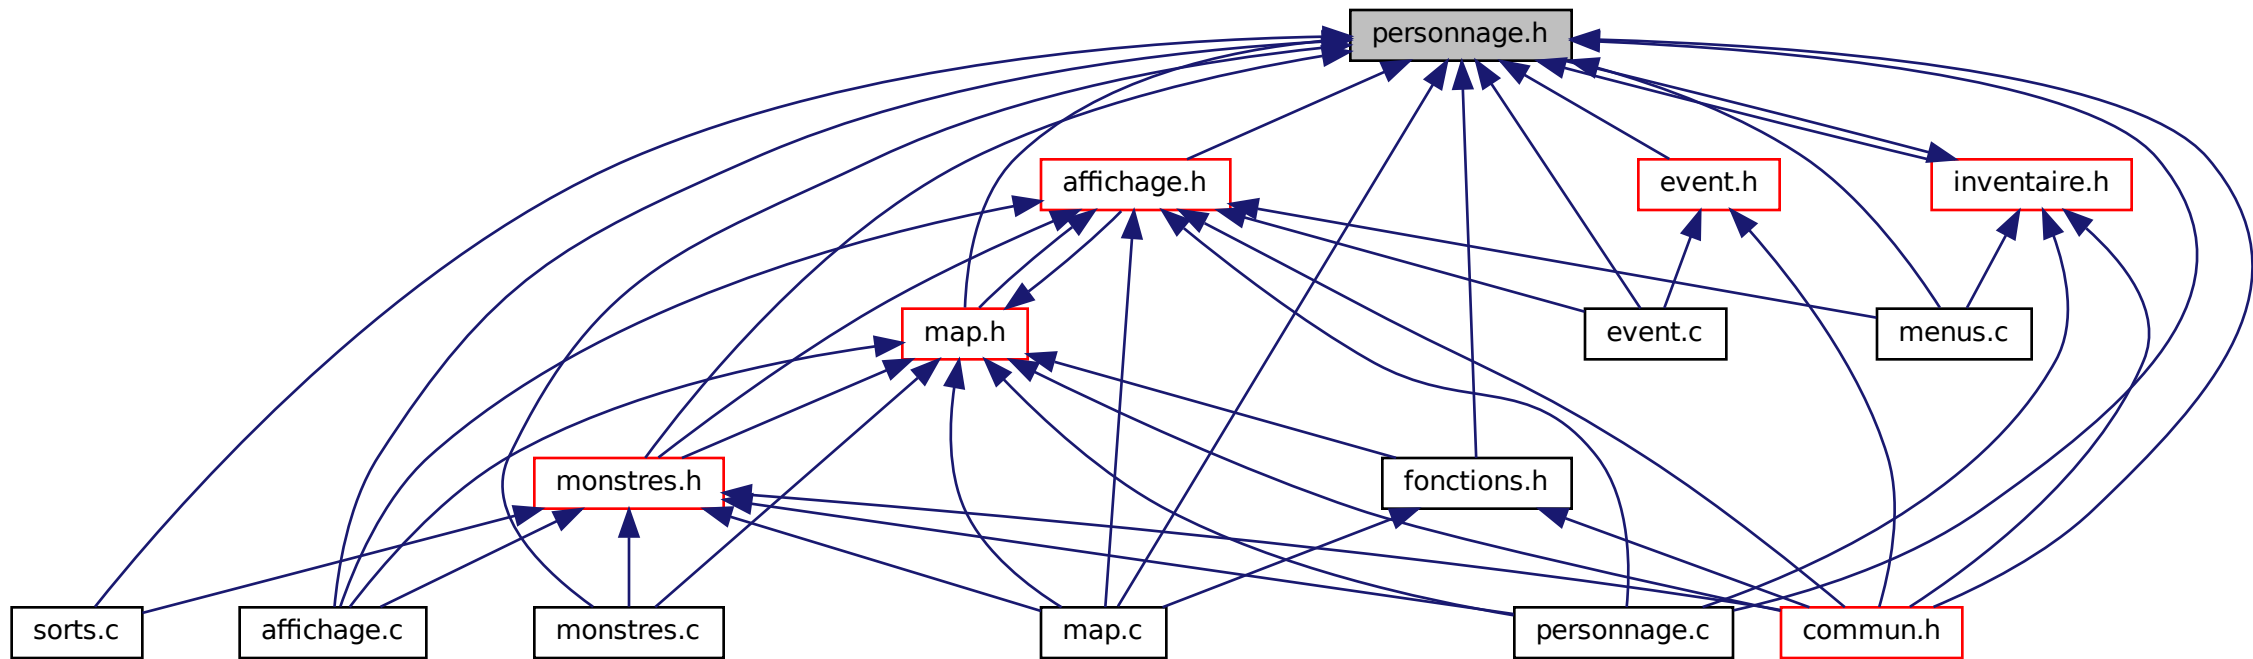 personnage.h
affichage.h
event.h
inventaire.h
map.h
event.c
menus.c
monstres.h
fonctions.h
sorts.c
affichage.c
monstres.c
map.c
personnage.c
commun.h